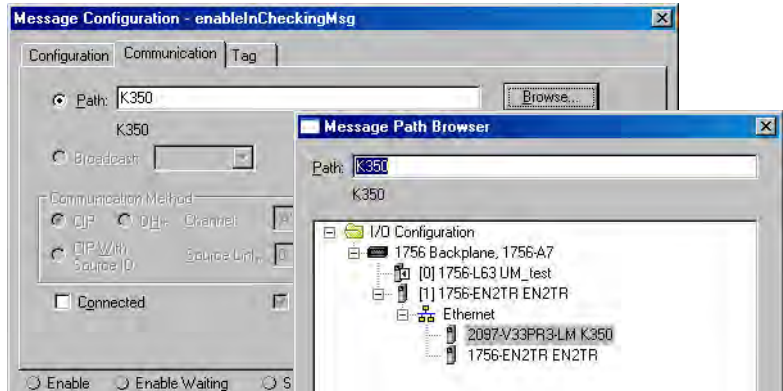 Message Configuration - enableInCheckingMsg
Configuration Communication Tag
Path: K350 Browse...
K350
Broadcast:
Communication Method
CIP DH+ Channel:
CIP With Source ID Source Link: 0
Connected
Enable Enable Waiting S
Message Path Browser
Path: K350
K350
I/O Configuration
1756 Backplane, 1756-A7
[0] 1756-L63 UM_test
[1] 1756-EN2TR EN2TR
Ethernet
2097-V33PR3-LM K350
1756-EN2TR EN2TR